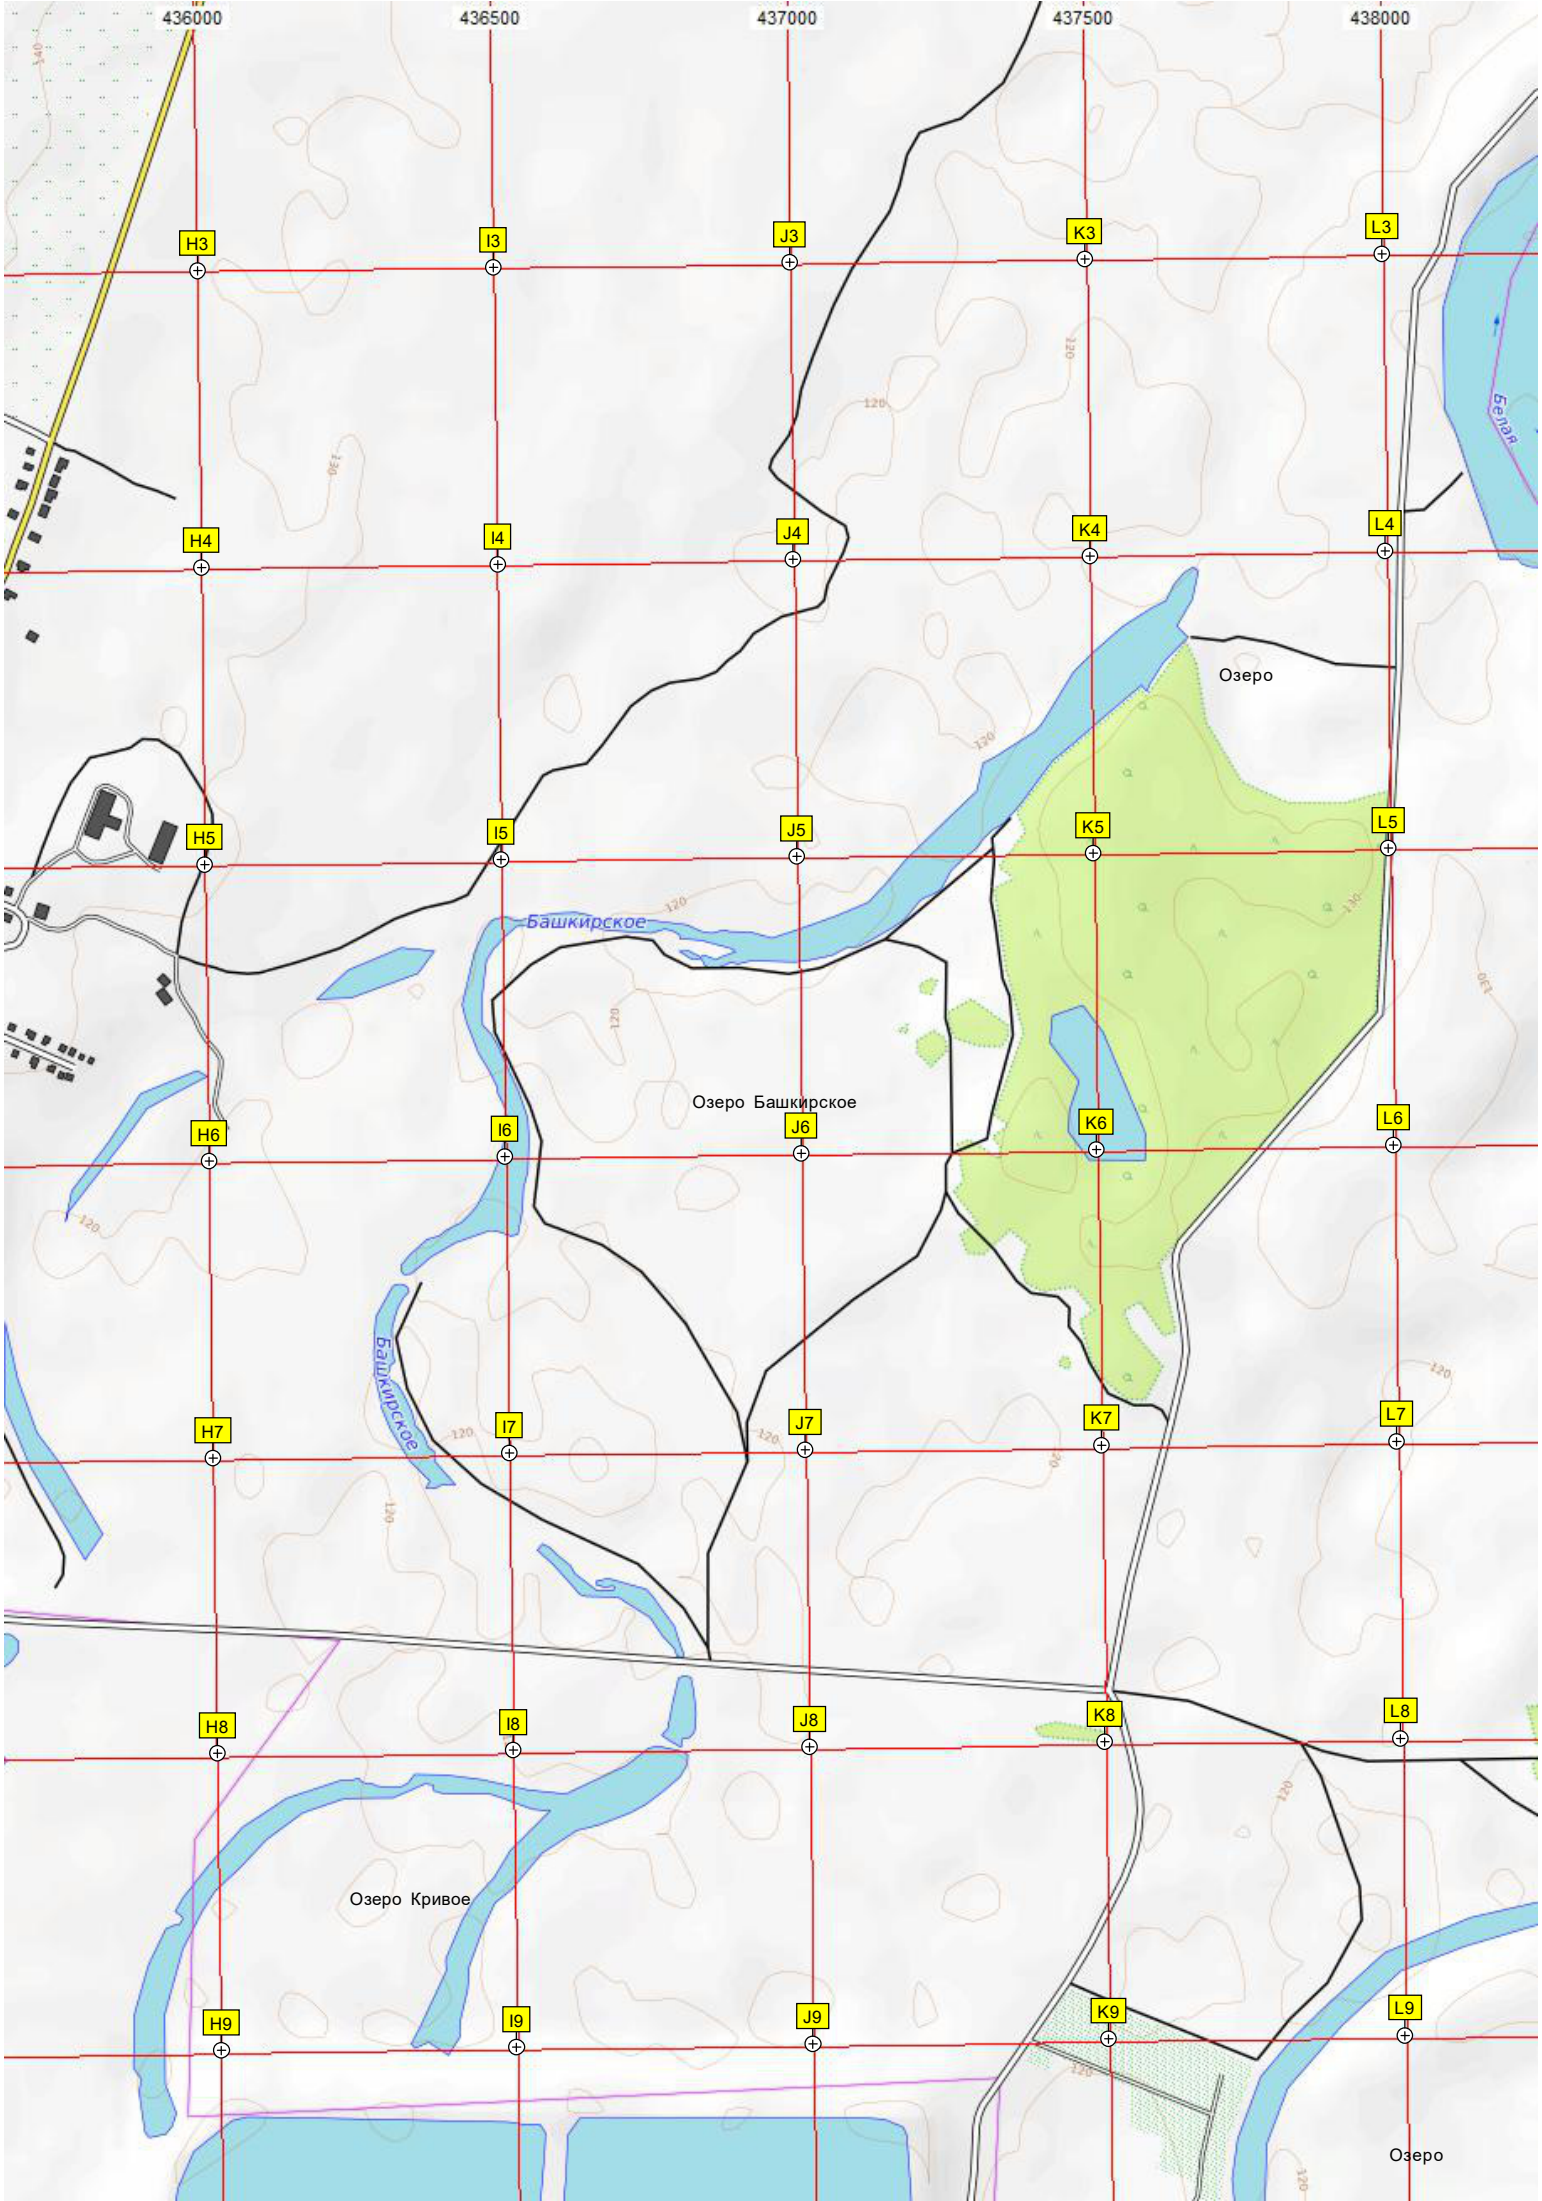 436000 436500 437000 437500 438000
140
H3 I3 J3 K3 L3
120
Белая
120
130
H4 I4 J4 K4 L4
Озеро
120
H5 I5 J5 K5 L5
120
130
Башкирское
130
120
Озеро Башкирское
H6 I6 J6 K6 L6
120
Башкирское
120
H7 I7 J7 K7 L7
120
120
120
20
H8 I8 J8 K8 L8
120
Озеро Кривое
H9 I9 J9 K9 L9
120
Озеро
120